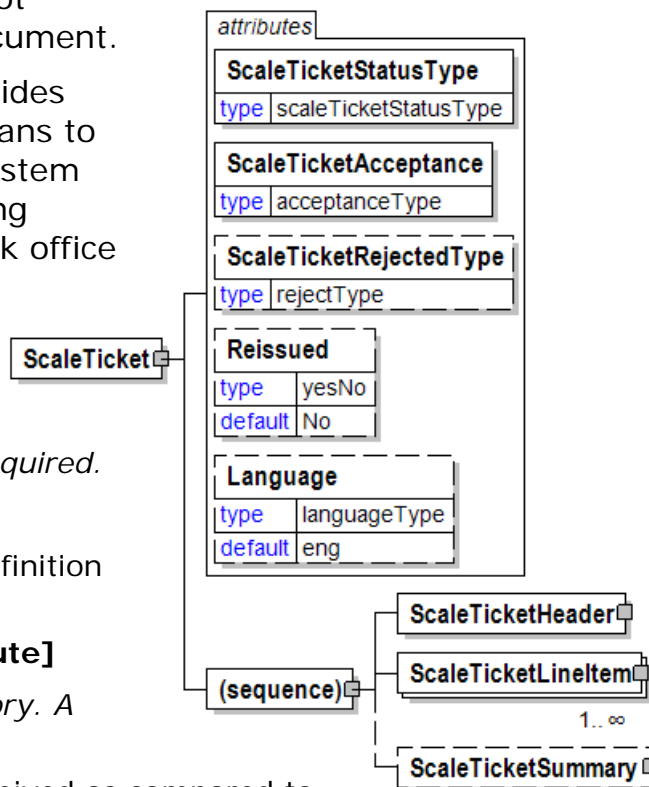 ot
cument.
ides
ans to
stem
ng
k office
quired.
finition
ute]
ory. A
attributes
ScaleTicketStatusType
type scaleTicketStatusType
ScaleTicketAcceptance
type acceptanceType
ScaleTicketRejectedType
type rejectType
ScaleTicket
Reissued
type yesNo
default No
Language
type languageType
default eng
(sequence)
ScaleTicketHeader
ScaleTicketLineItem
1.. ∞
ScaleTicketSummary